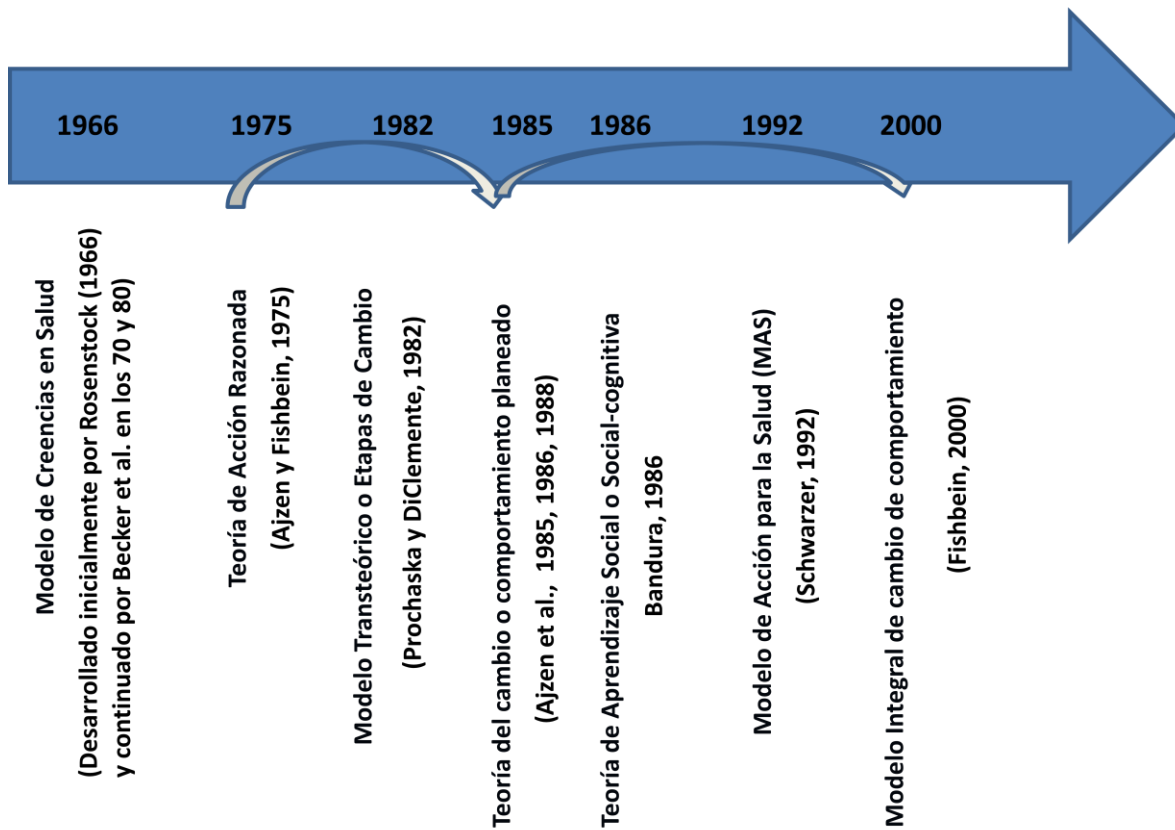 1966
1975
1982
1985
1986
1992
2000
Modelo de Creencias en Salud
(Desarrollado inicialmente por Rosenstock (1966)
y continuado por Becker et al. en los 70 y 80)
Teoría de Acción Razonada
(Ajzen y Fishbein, 1975)
Modelo Transteórico o Etapas de Cambio
(Prochaska y DiClemente, 1982)
Teoría del cambio o comportamiento planeado
(Ajzen et al., 1985, 1986, 1988)
Teoría de Aprendizaje Social o Social-cognitiva
Bandura, 1986
Modelo de Acción para la Salud (MAS)
(Schwarzer, 1992)
Modelo Integral de cambio de comportamiento
(Fishbein, 2000)